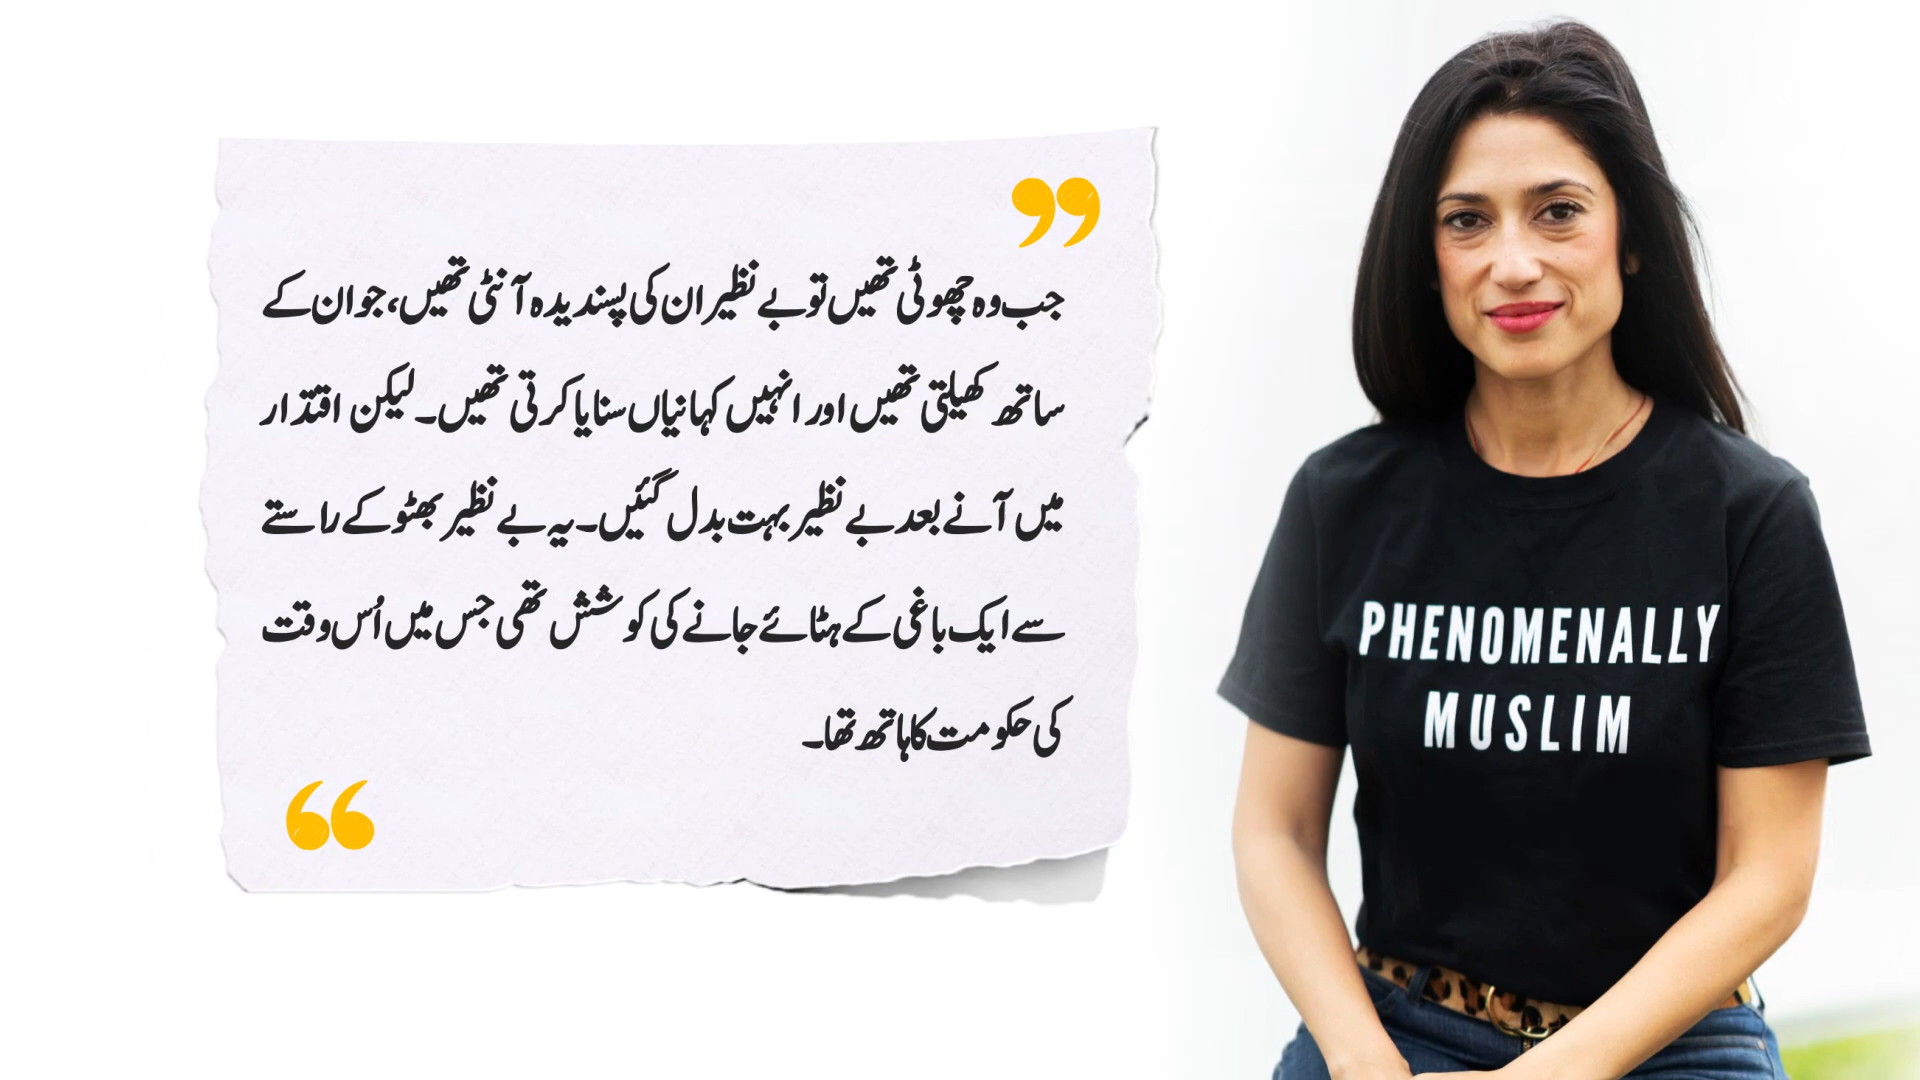 جب وہ چھوٹی تھیں تو بے نظیر ان کی پسندیدہ آنٹی تھیں، جو ان کے
ساتھ کھیلتی تھیں اور انہیں کہانیاں سنایا کرتی تھیں۔ لیکن اقتدار
میں آنے بعد بے نظیر بہت بدل گئیں۔ یہ بے نظیر بھٹو کے راستے
سے ایک باغی کے ہٹائے جانے کی کوشش تھی جس میں اُس وقت
کی حکومت کا ہاتھ تھا۔
PHENOMENALLY
MUSLIM